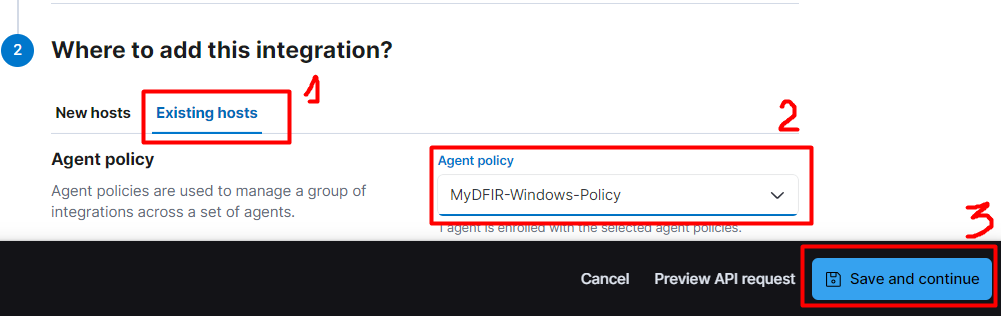 2
Where to add this integration?
1
New hosts Existing hosts
2
Agent policy
Agent policies are used to manage a group of
integrations across a set of agents.
Agent policy
MyDFIR-Windows-Policy
1 agent is enrolled with the selected agent policies.
3
Cancel Preview API request Save and continue